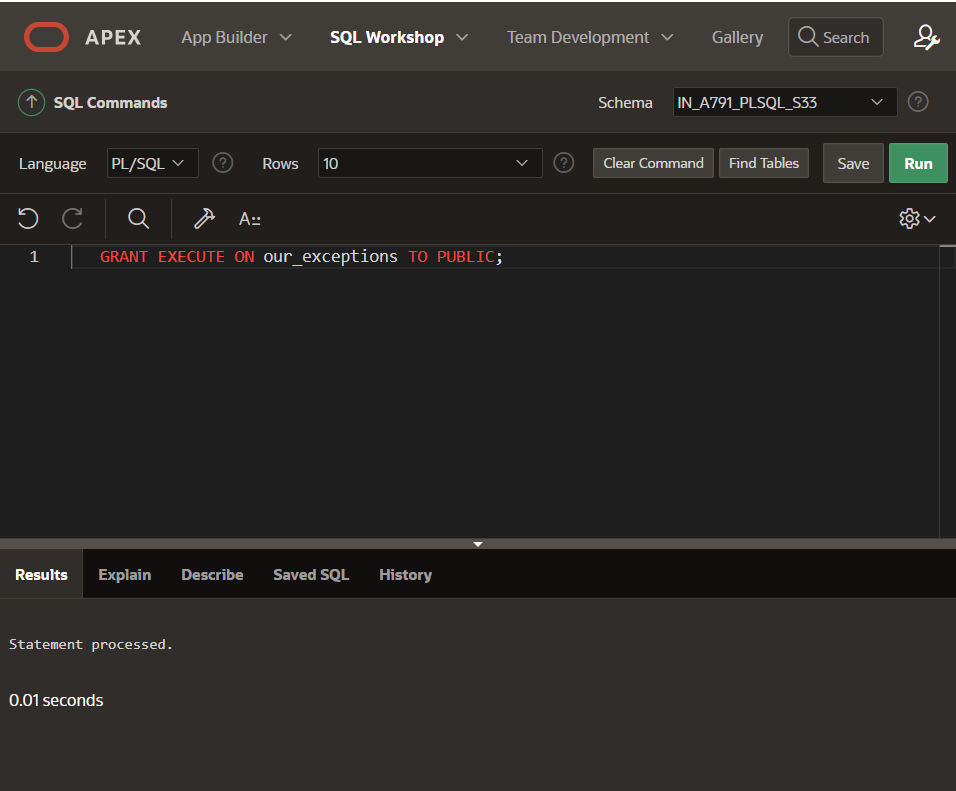 APEX App Builder SQL Workshop Team Development Gallery Search
SQL Commands Schema IN_A791_PLSQL_S33 ?
Language PL/SQL ? Rows 10 ? Clear Command Find Tables Save Run
A::
1 GRANT EXECUTE ON our_exceptions TO PUBLIC;
Results Explain Describe Saved SQL History
Statement processed.
0.01 seconds